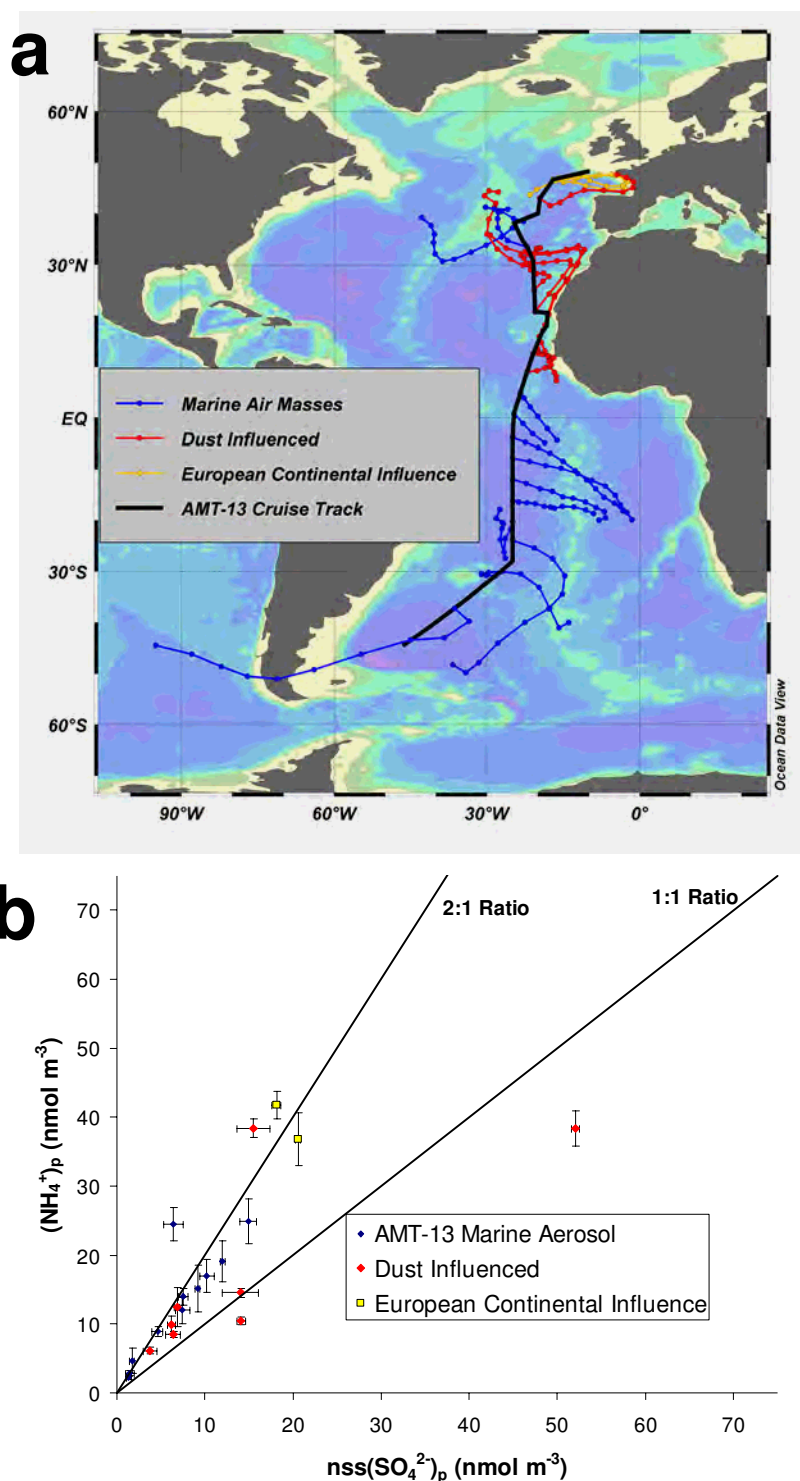 a
60°N
30°N
EQ
30°S
60°S
90°W 60°W 30°W 0°
Marine Air Masses
Dust Influenced
European Continental Influence
AMT-13 Cruise Track
Ocean Data View
b
2:1 Ratio
1:1 Ratio
70
60
50
40
30
20
10
0
(NH₄⁺)p (nmol m⁻³)
AMT-13 Marine Aerosol
Dust Influenced
European Continental Influence
0 10 20 30 40 50 60 70
nss(SO₄²⁻)p (nmol m⁻³)